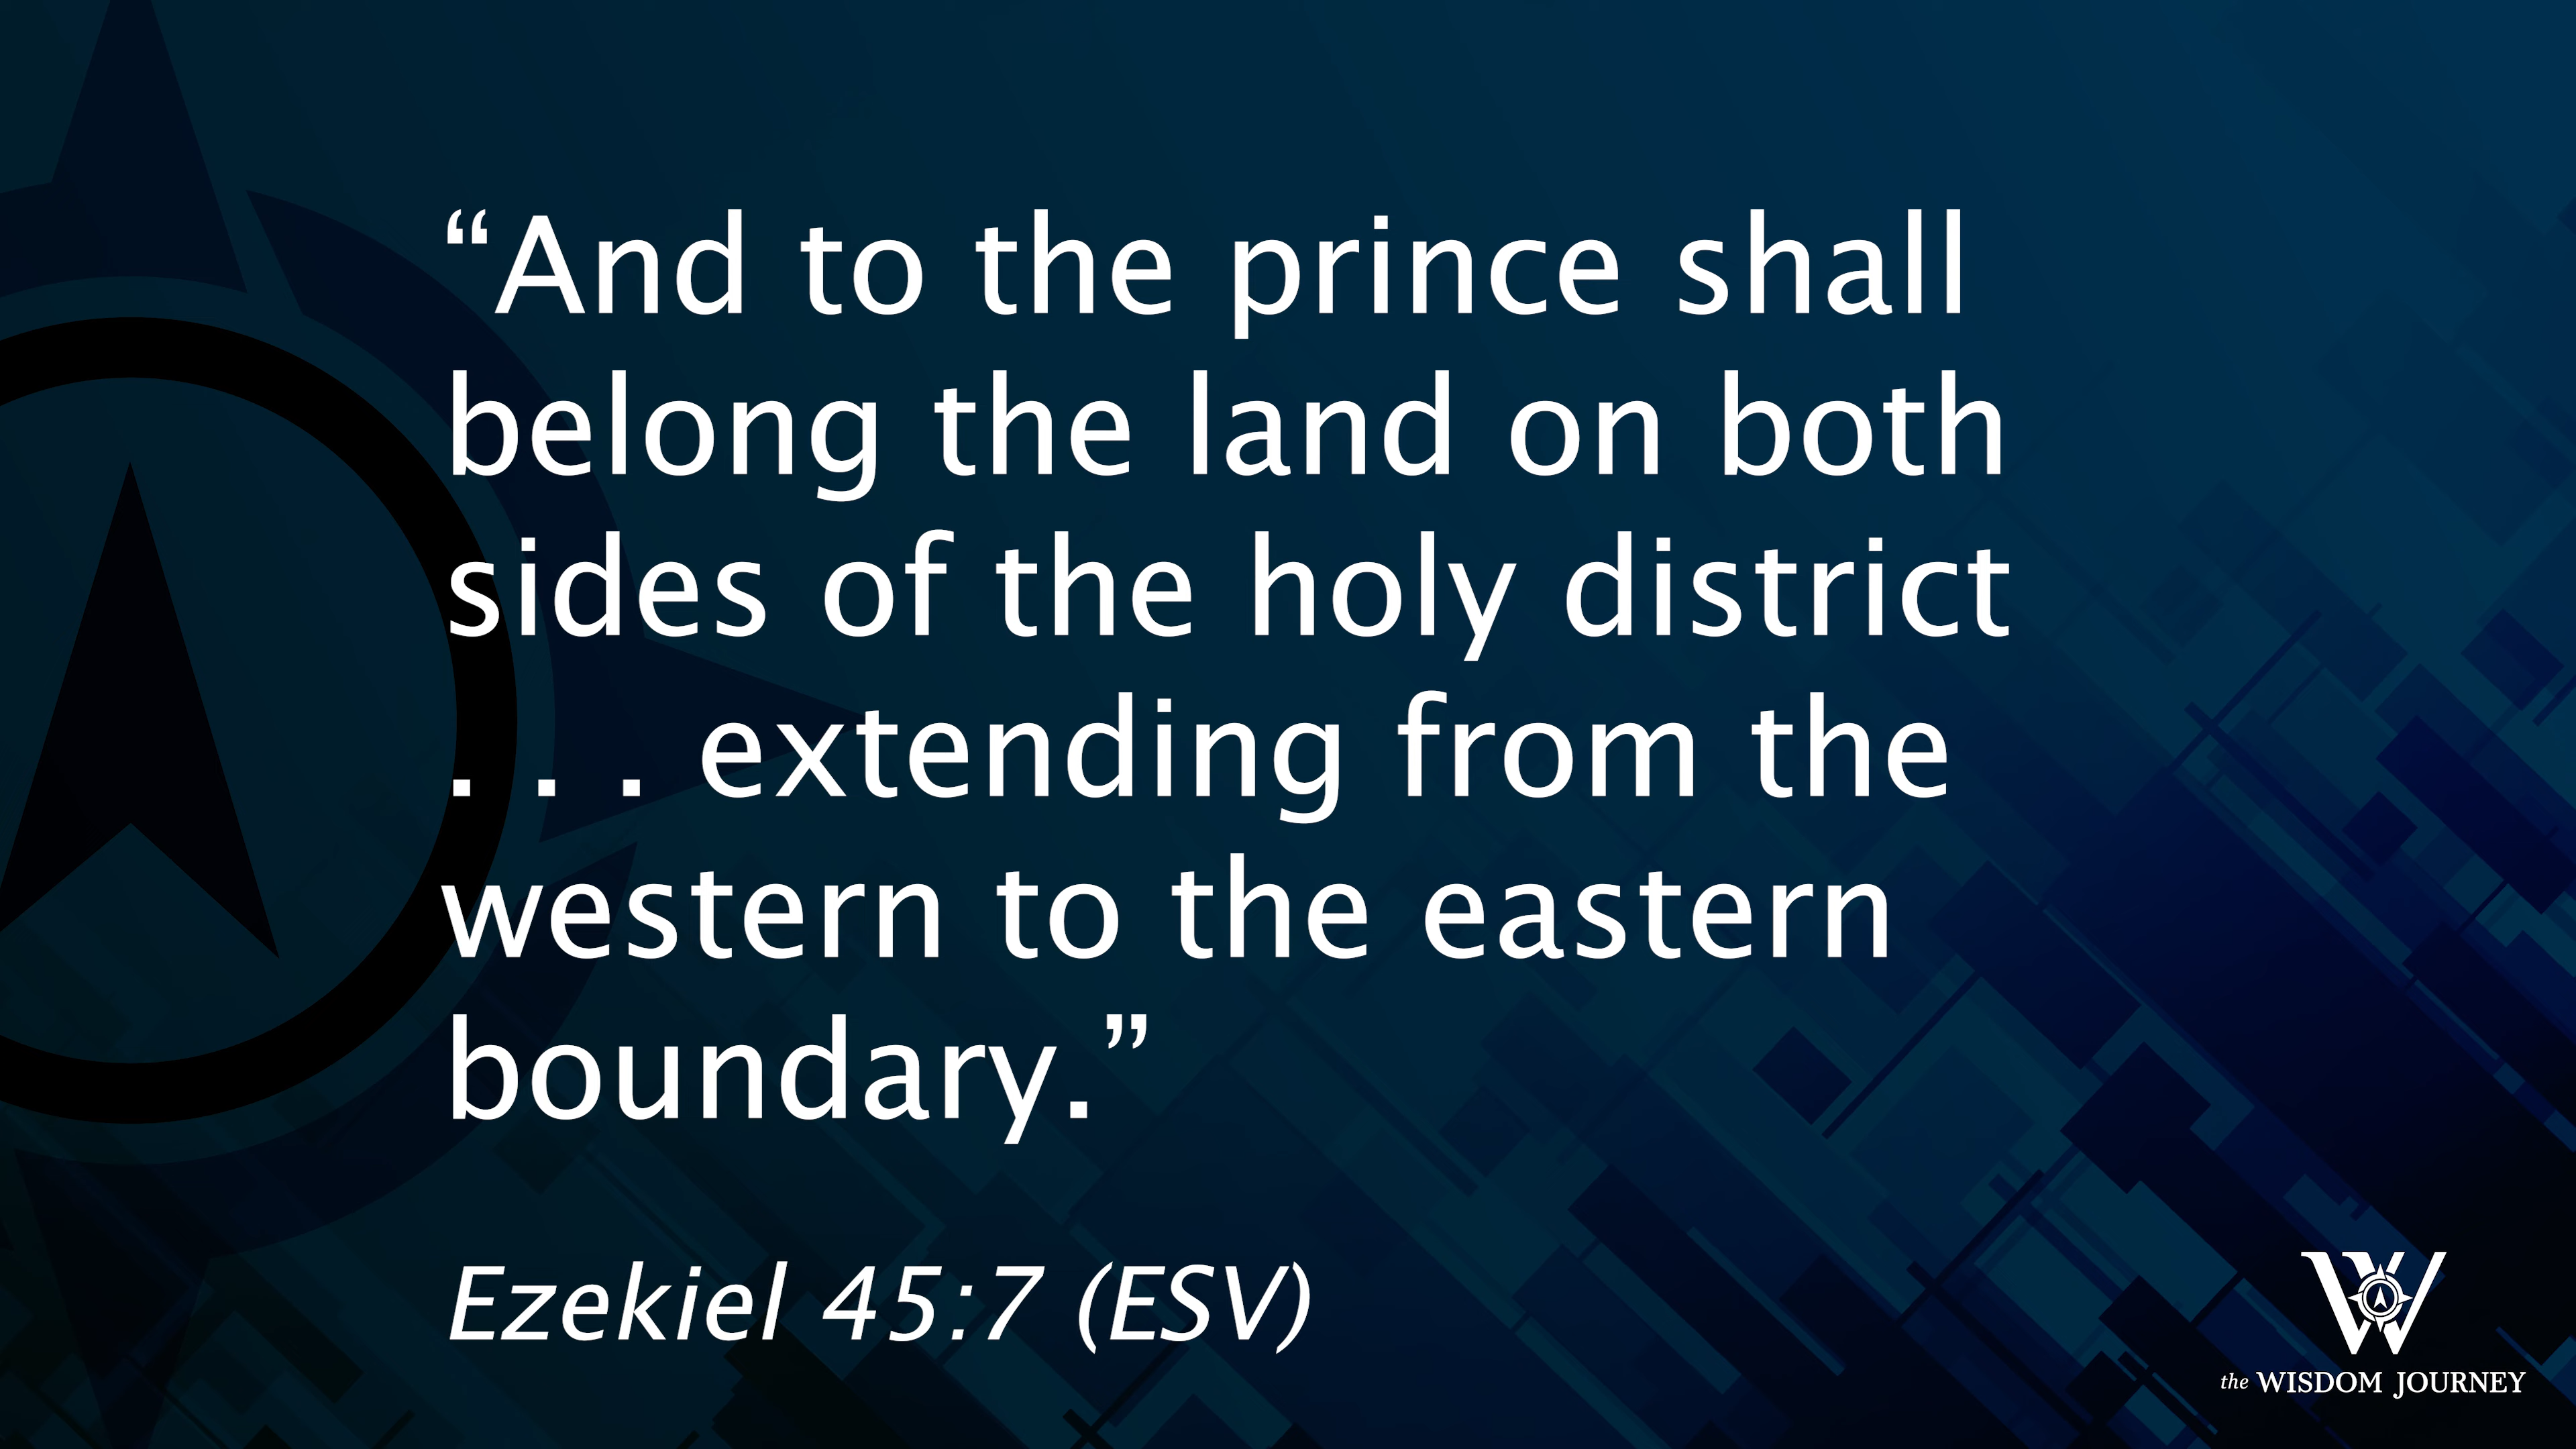 “And to the prince shall
belong the land on both
sides of the holy district
. . . extending from the
western to the eastern
boundary.”
Ezekiel 45:7 (ESV)
W
the WISDOM JOURNEY